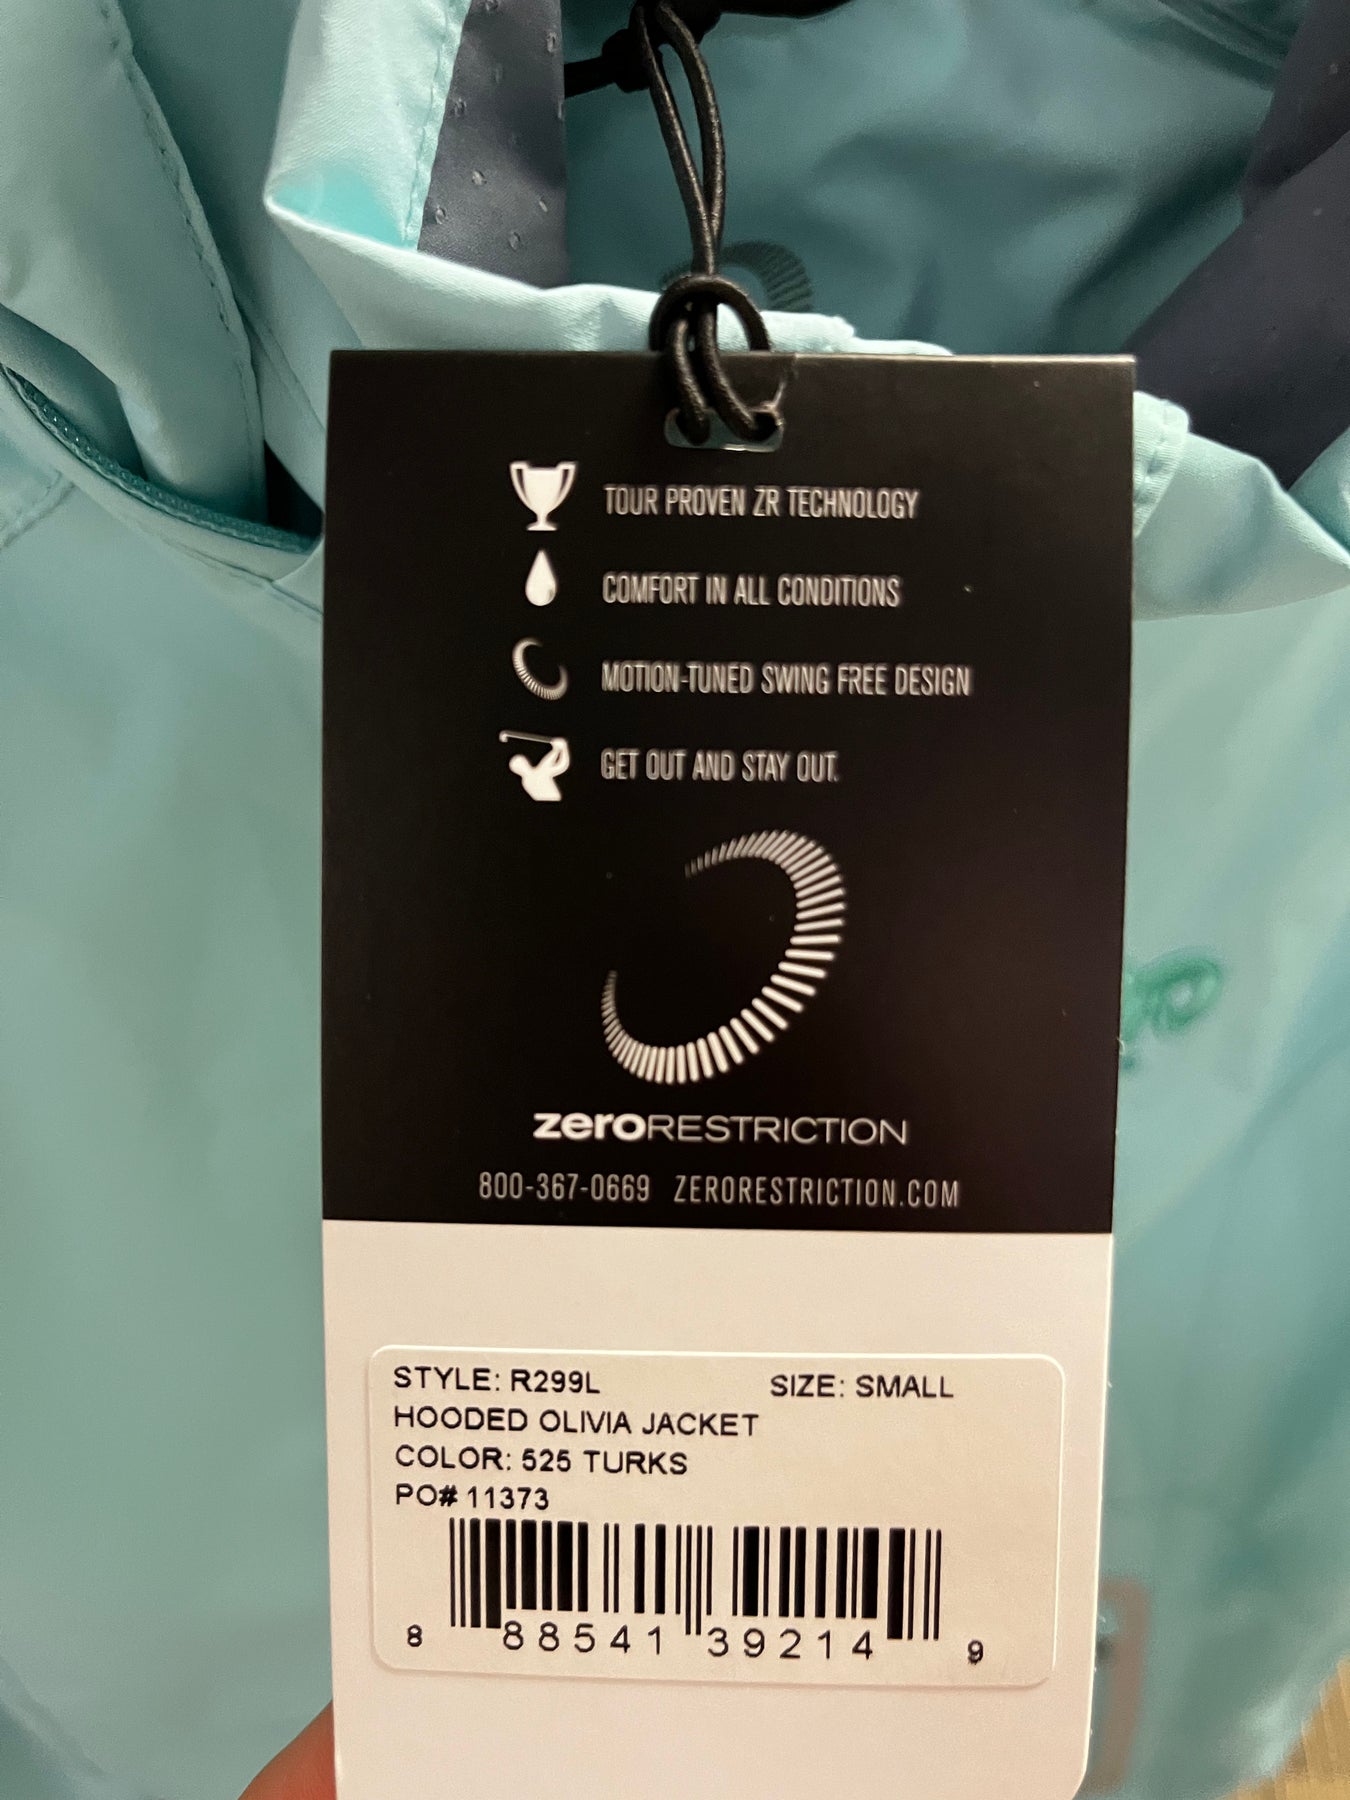 TOUR PROVEN ZR TECHNOLOGY
COMFORT IN ALL CONDITIONS
MOTION-TUNED SWING FREE DESIGN
GET OUT AND STAY OUT.
zeroRESTRICTION
800-367-0669 ZERORESTRICTION.COM
STYLE: R299L SIZE: SMALL
HOODED OLIVIA JACKET
COLOR: 525 TURKS
PO# 11373
8 88541 39214 9